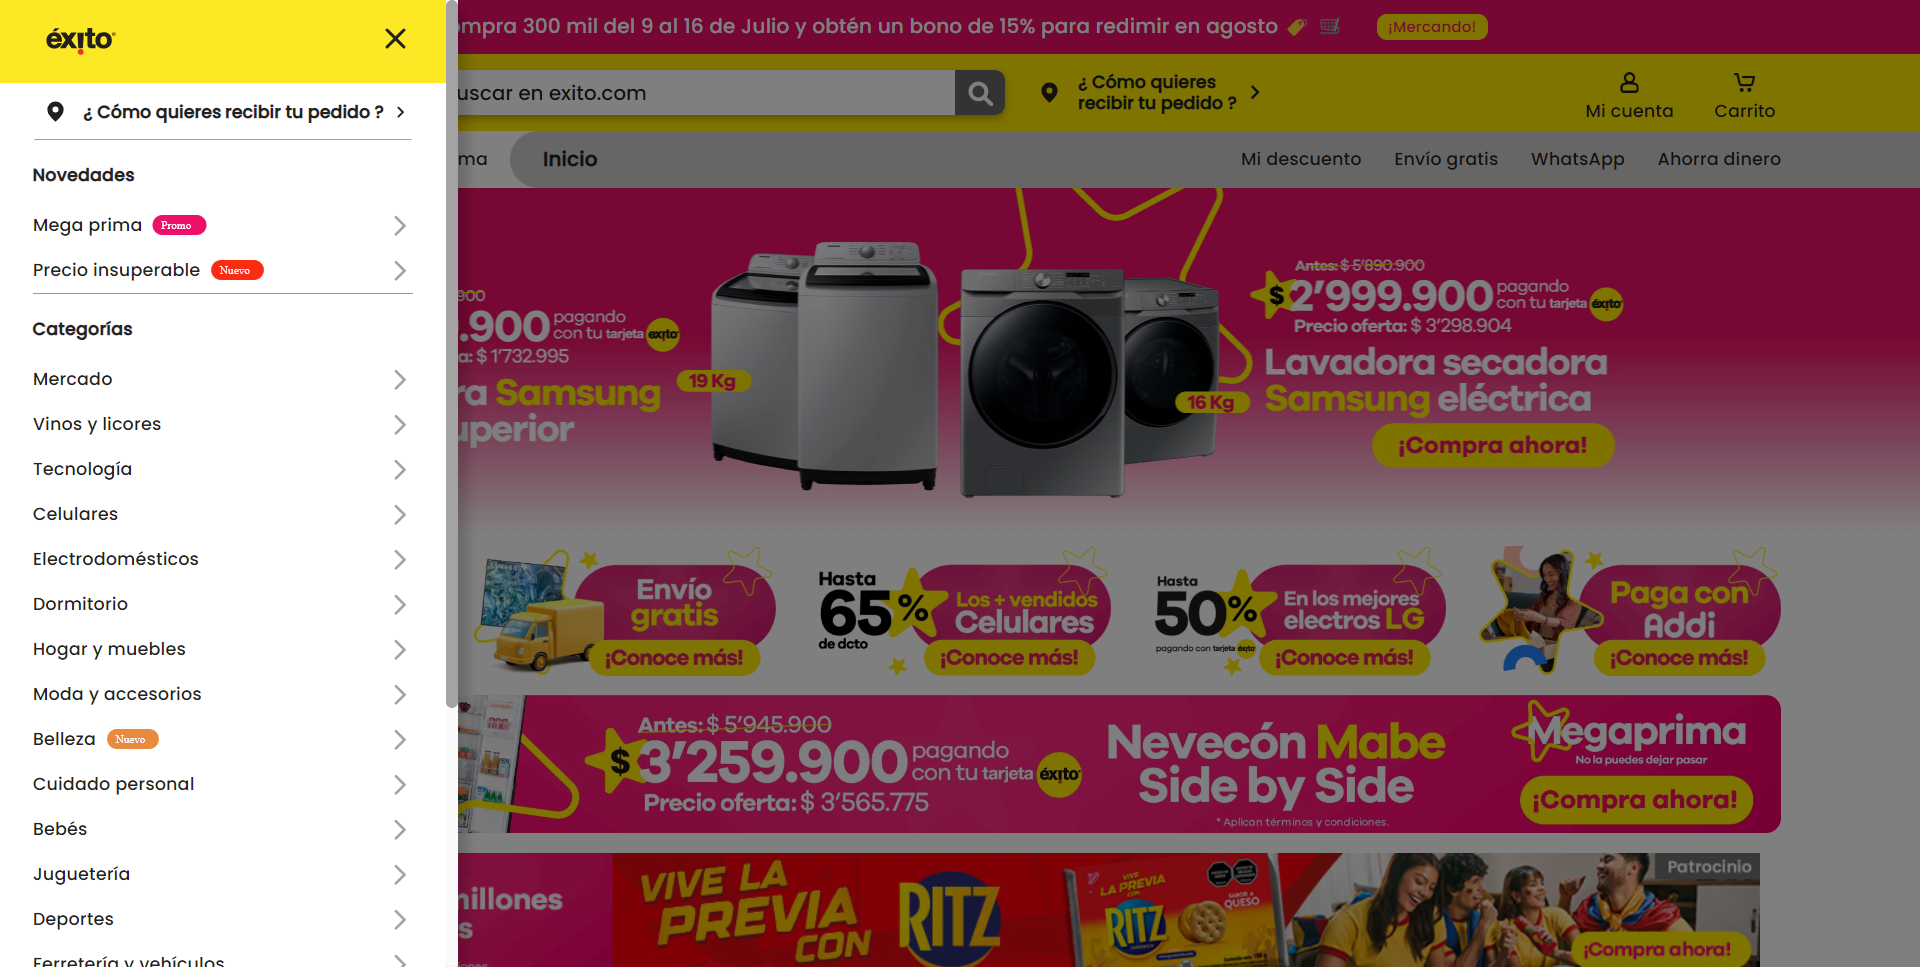 éxito
¿ Cómo quieres recibir tu pedido ?
Novedades
Mega prima Promo
Precio insuperable Nuevo
Categorías
Mercado
Vinos y licores
Tecnología
Celulares
Electrodomésticos
Dormitorio
Hogar y muebles
Moda y accesorios
Belleza Nuevo
Cuidado personal
Bebés
Juguetería
Deportes
Ferretería y vehículos
ompra 300 mil del 9 al 16 de Julio y obtén un bono de 15% para redimir en agosto
¡Mercando!
uscar en exito.com
¿ Cómo quieres
recibir tu pedido ?
Mi cuenta
Carrito
ma
Inicio
Mi descuento
Envío gratis
WhatsApp
Ahorra dinero
900
.900 pagando
con tu tarjeta éxito
a: $ 1'732.995
ra Samsung
uperior
19 Kg
16 Kg
Antes: $ 5'890.900
$ 2'999.900 pagando
con tu tarjeta éxito
Precio oferta: $ 3'298.904
Lavadora secadora
Samsung eléctrica
¡Compra ahora!
SAMSUNG
Envío
gratis
¡Conoce más!
Hasta
65%
de dcto
Los + vendidos
Celulares
¡Conoce más!
Hasta
50%
pagando con tarjeta éxito
En los mejores
electros LG
¡Conoce más!
Paga con
Addi
¡Conoce más!
Antes: $ 5'945.900
$ 3'259.900 pagando
con tu tarjeta éxito
Precio oferta: $ 3'565.775
Nevecón Mabe
Side by Side
* Aplican términos y condiciones.
Megaprima
No la puedes dejar pasar
¡Compra ahora!
nillones
s
iones
VIVE LA
PREVIA
CON
RITZ
VIVE
LA PREVIA
CON
RITZ
SABOR A
QUESO
Patrocinio
¡Compra ahora!